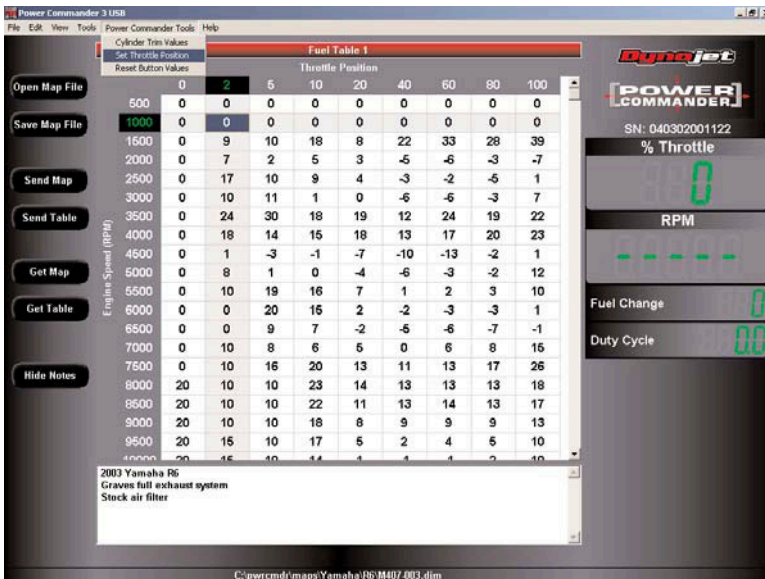 Power Commander 3 USB
File Edit View Tools Power Commander Tools Help
Cylinder Trim Values
Set Throttle Position
Reset Button Values
Fuel Table 1
Throttle Position
0 2 5 10 20 40 60 80 100
Engine Speed (RPM)
500 0 0 0 0 0 0 0 0 0
1000 0 0 0 0 0 0 0 0 0
1500 0 9 10 18 8 22 33 28 39
2000 0 7 2 5 3 -5 -6 -3 -7
2500 0 17 10 9 4 -3 -2 -5 1
3000 0 10 11 1 0 -6 -6 -3 7
3500 0 24 30 18 19 12 24 19 22
4000 0 18 14 15 18 13 17 20 23
4500 0 1 -3 -1 -7 -10 -13 -2 1
5000 0 8 1 0 -4 -6 -3 -2 12
5500 0 10 19 16 7 1 2 3 10
6000 0 0 20 15 2 -2 -3 -3 1
6500 0 0 9 7 -2 -5 -6 -7 -1
7000 0 10 8 6 5 0 6 8 15
7500 0 10 16 20 13 11 13 17 26
8000 20 10 10 23 14 13 13 13 18
8500 20 10 10 22 11 13 14 13 17
9000 20 10 10 18 8 9 9 9 13
9500 20 15 10 17 5 2 4 5 10
Open Map File
Save Map File
Send Map
Send Table
Get Map
Get Table
Hide Notes
Dynojet
POWER
COMMANDER
SN: 040302001122
% Throttle
0
RPM
-----
Fuel Change
0
Duty Cycle
0.0
2003 Yamaha R6
Graves full exhaust system
Stock air filter
C:\pwrcmdr\maps\Yamaha\R6\M407-003.djm